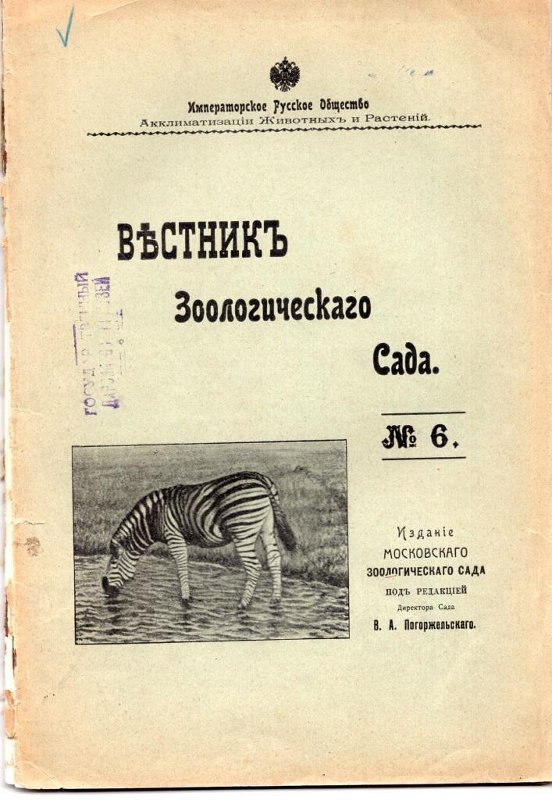 Императорское Русское Общество
Акклиматизаціи Животныхъ и Растеній.
ВѢСТНИКЪ
Зоологическаго
Сада.
№ 6.
Изданіе
МОСКОВСКАГО
ЗООЛОГИЧЕСКАГО САДА
ПОДЪ РЕДАКЦІЕЙ
Директора Сада
В. А. Погоржельскаго.